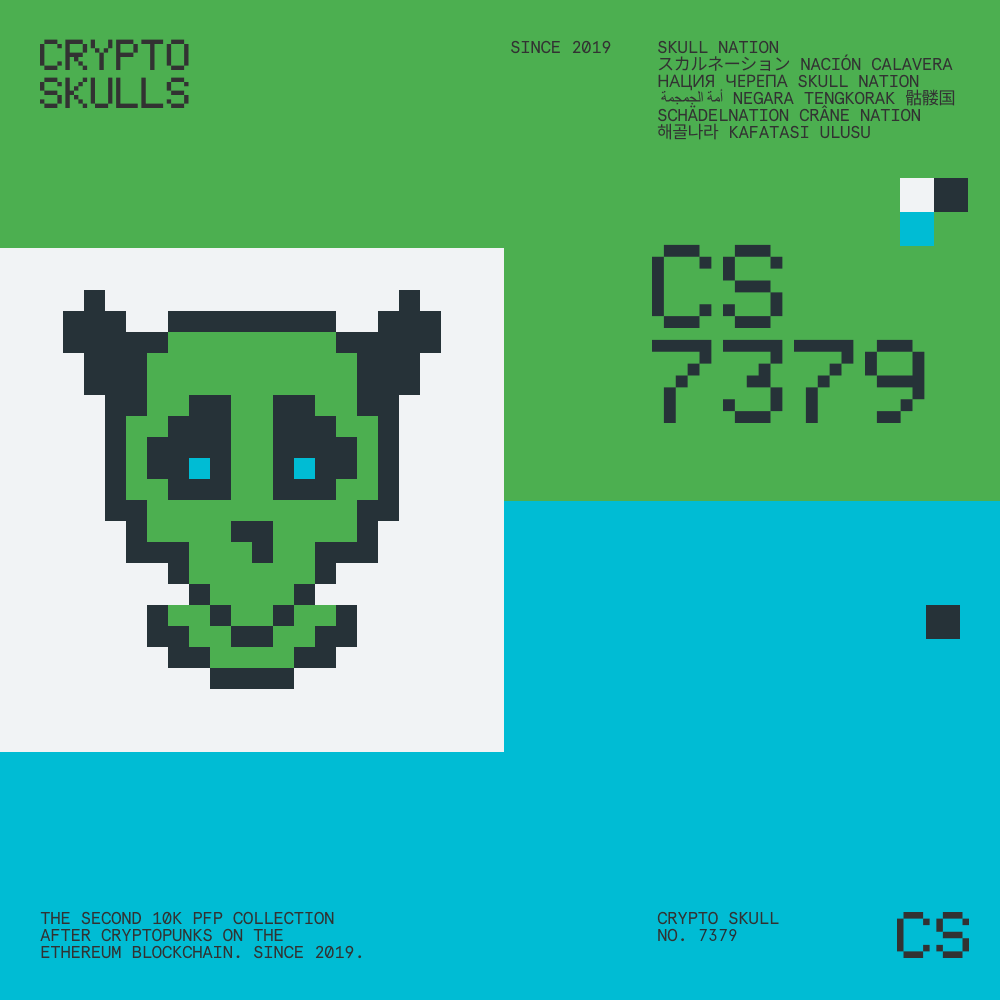 CRYPTO
SKULLS
SINCE 2019
SKULL NATION
スカルネーション NACIÓN CALAVERA
НАЦИЯ ЧЕРЕПА SKULL NATION
أمة الجمجمة NEGARA TENGKORAK 骷髅国
SCHÄDELNATION CRÂNE NATION
해골나라 KAFATASI ULUSU
CS
7379
THE SECOND 10K PFP COLLECTION
AFTER CRYPTOPUNKS ON THE
ETHEREUM BLOCKCHAIN. SINCE 2019.
CRYPTO SKULL
NO. 7379
CS